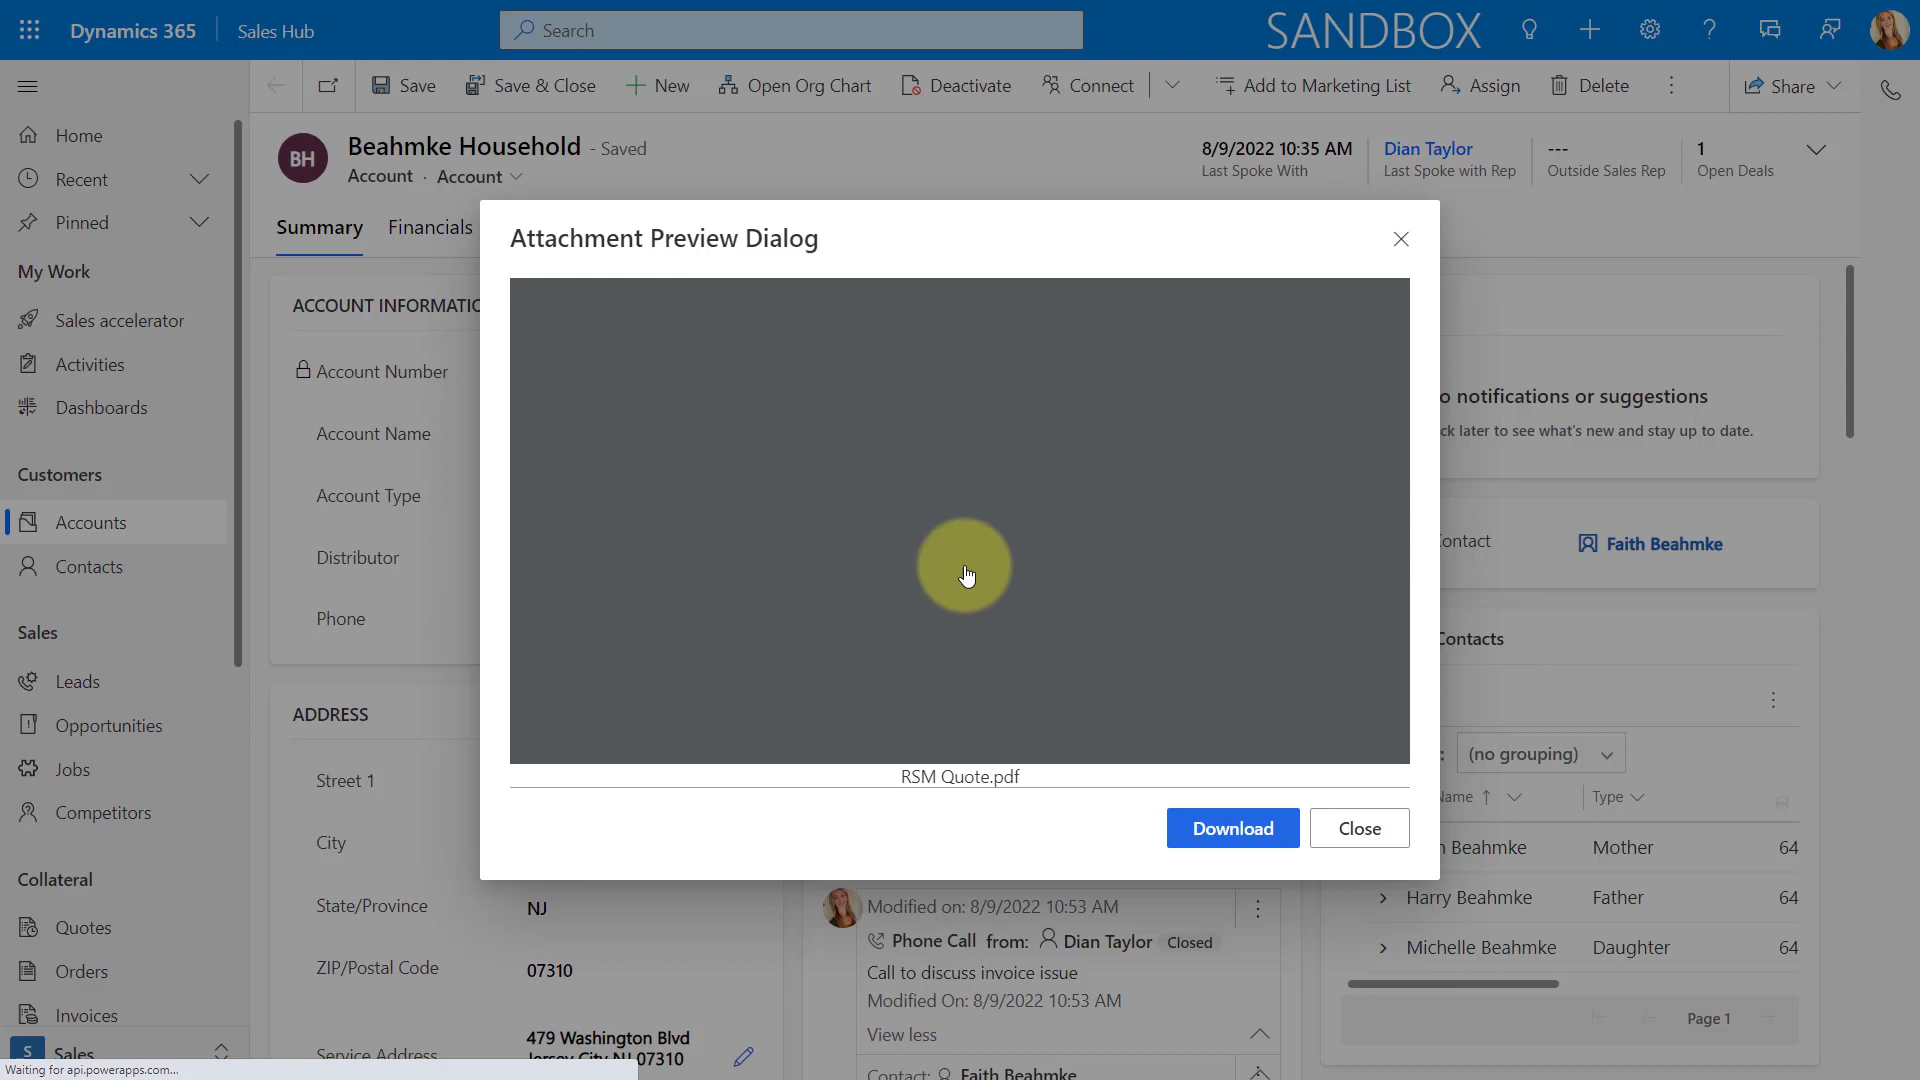 Dynamics 365
Sales Hub
Search
SANDBOX
Save
Save & Close
New
Open Org Chart
Deactivate
Connect
Add to Marketing List
Assign
Delete
Share
Home
Recent
Pinned
My Work
Sales accelerator
Activities
Dashboards
Customers
Accounts
Contacts
Sales
Leads
Opportunities
Jobs
Competitors
Collateral
Quotes
Orders
Invoices
S
Sales
Waiting for api.powerapps.com...
BH
Beahmke Household - Saved
Account · Account
8/9/2022 10:35 AM
Last Spoke With
Dian Taylor
Last Spoke with Rep
---
Outside Sales Rep
1
Open Deals
Summary
Financials
ACCOUNT INFORMATIO
Account Number
Account Name
Account Type
Distributor
Phone
ADDRESS
Street 1
City
State/Province
NJ
ZIP/Postal Code
07310
Service Address
479 Washington Blvd
Jersey City NJ 07310
Attachment Preview Dialog
RSM Quote.pdf
Download
Close
Modified on: 8/9/2022 10:53 AM
Phone Call from: Dian Taylor Closed
Call to discuss invoice issue
Modified On: 8/9/2022 10:53 AM
View less
Contact: Faith Beahmke
o notifications or suggestions
ck later to see what's new and stay up to date.
ontact
Faith Beahmke
Contacts
: (no grouping)
Name ↑
Type
h Beahmke
Mother
64
Harry Beahmke
Father
64
Michelle Beahmke
Daughter
64
Page 1